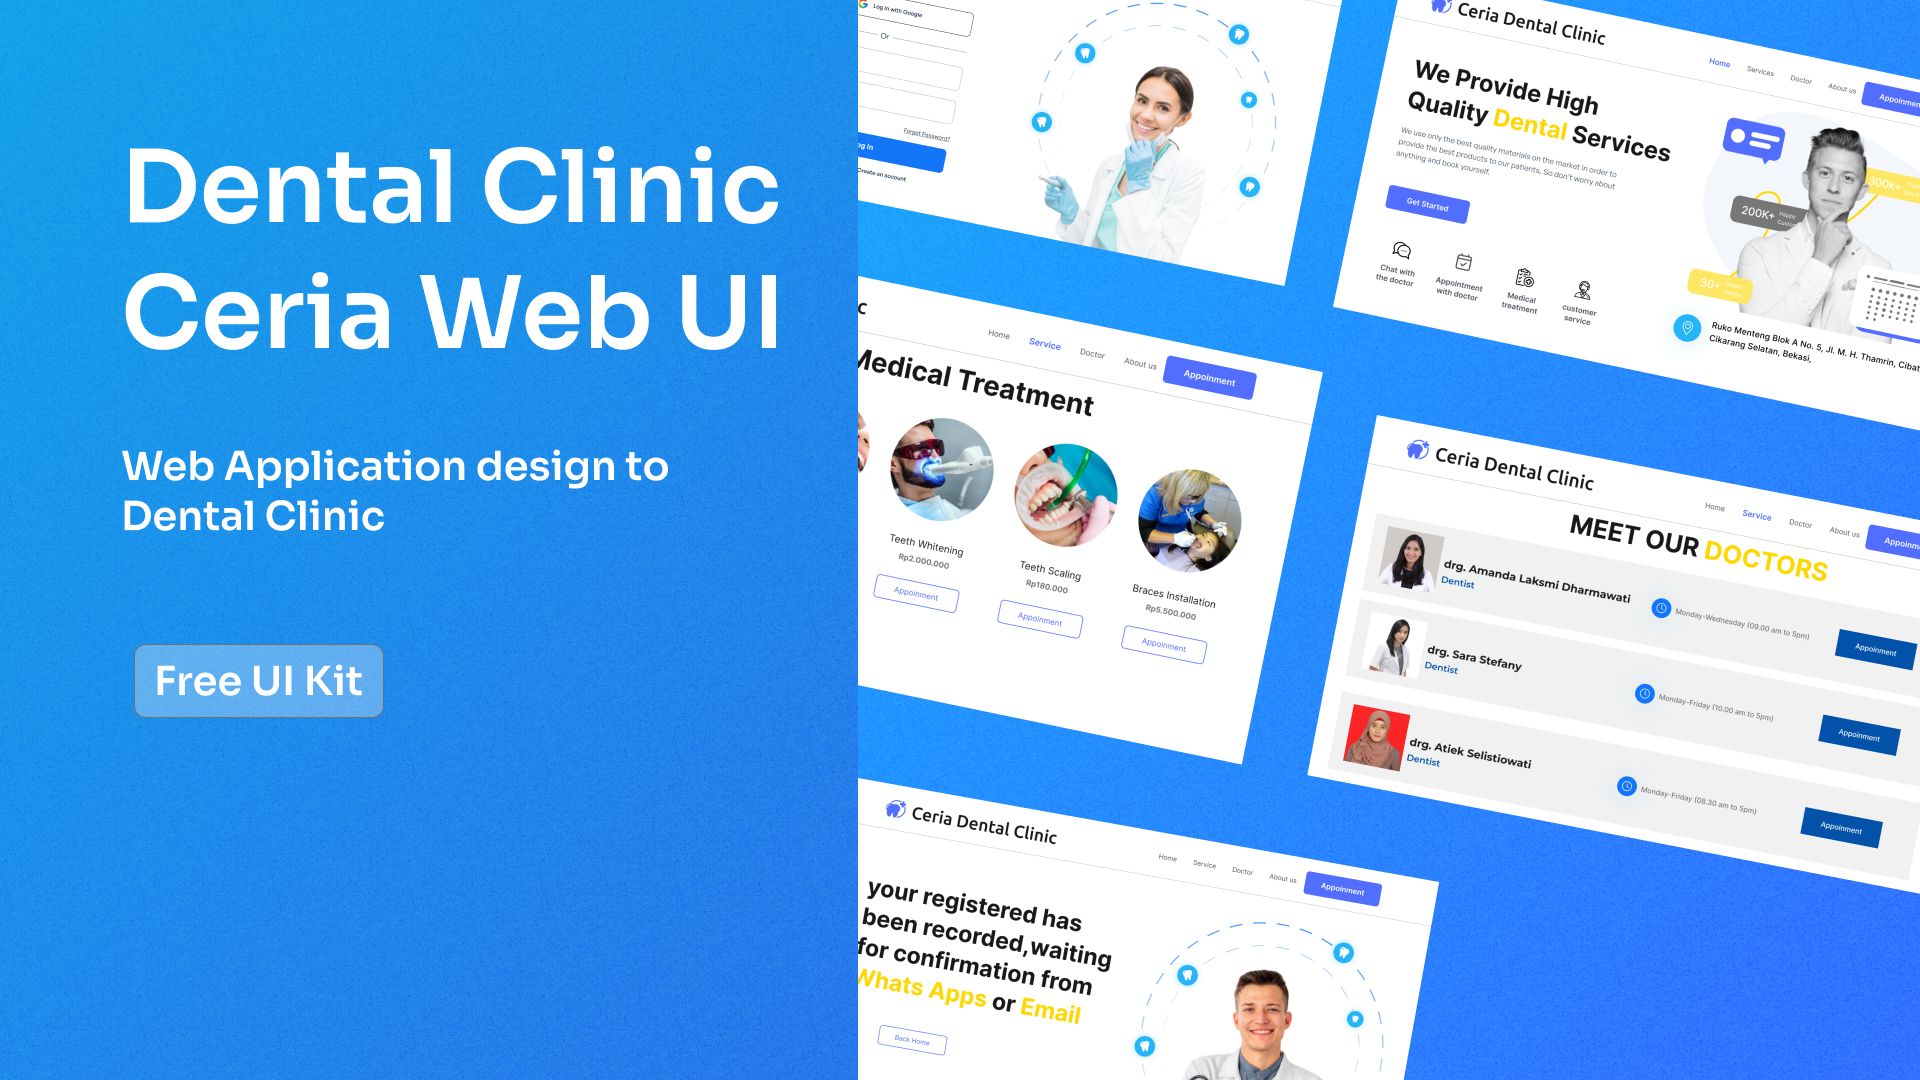 Dental Clinic
Ceria Web UI
Web Application design to
Dental Clinic
Free UI Kit
Log In with Google
Or
Forgot Password?
og In
Create an account
Ceria Dental Clinic
Home
Services
Doctor
About us
We Provide High
Quality Dental Services
We use only the best quality materials on the market in order to
provide the best products to our patients, So don't worry about
anything and book yourself.
Get Started
300k+
200K+
Happy
30+
Chat with
the doctor
Appointment
with doctor
Medical
treatment
customer
service
Ruko Menteng Blok A No. 5, Jl. M. H. Thamrin, Cibat
Cikarang Selatan, Bekasi,
c
Home
Service
Doctor
About us
Appoinment
Medical Treatment
Teeth Whitening
Rp2.000.000
Appoinment
Teeth Scaling
Rp180.000
Appoinment
Braces Installation
Rp5.500.000
Appoinment
Ceria Dental Clinic
Home
Service
Doctor
About us
MEET OUR DOCTORS
drg. Amanda Laksmi Dharmawati
Dentist
Monday-Wednesday (09.00 am to 5pm)
Appoinment
drg. Sara Stefany
Dentist
Monday-Friday (10.00 am to 5pm)
Appoinment
drg. Atiek Selistiowati
Dentist
Monday-Friday (08.30 am to 5pm)
Appoinment
Ceria Dental Clinic
Home
Service
Doctor
About us
Appoinment
your registered has
been recorded,waiting
for confirmation from
Whats Apps or Email
Back Home